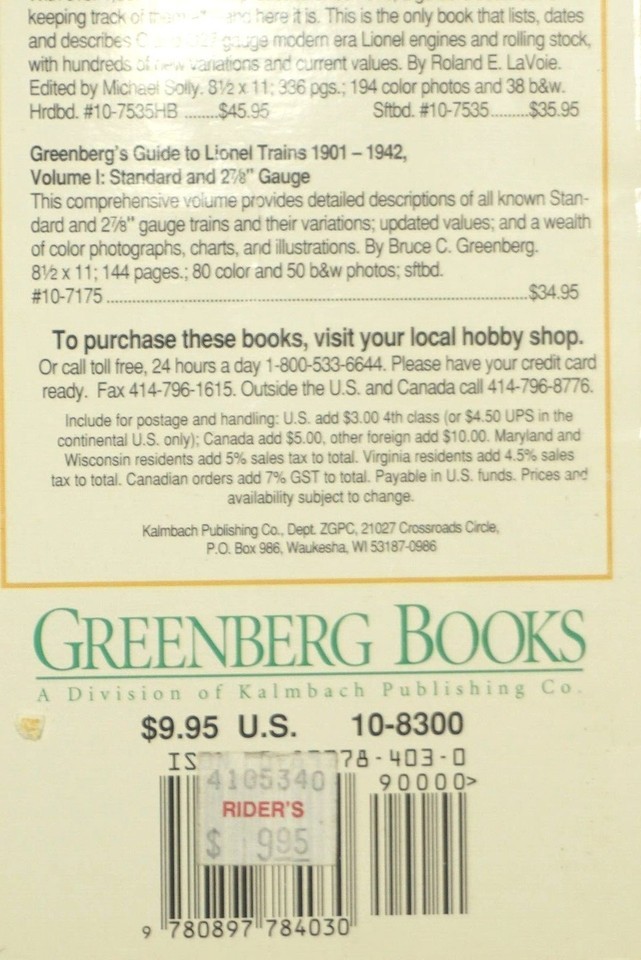 keeping track of here it is. This is the only book that lists, dates
and describes gauge modern era Lionel engines and rolling stock,
with hundreds of new variations and current values. By Roland E. LaVoie.
Edited by Michael Solly. 8½ x 11; 336 pgs.; 194 color photos and 38 b&w.
Hrdbd. #10-7535HB ........$45.95 Sftbd. #10-7535.........$35.95
Greenberg's Guide to Lionel Trains 1901 – 1942,
Volume I: Standard and 2⅞" Gauge
This comprehensive volume provides detailed descriptions of all known Stan-
dard and 2⅞" gauge trains and their variations; updated values; and a wealth
of color photographs, charts, and illustrations. By Bruce C. Greenberg.
8½ x 11; 144 pages.; 80 color and 50 b&w photos; sftbd.
#10-7175 ........................................................................$34.95
To purchase these books, visit your local hobby shop.
Or call toll free, 24 hours a day 1-800-533-6644. Please have your credit card
ready. Fax 414-796-1615. Outside the U.S. and Canada call 414-796-8776.
Include for postage and handling: U.S. add $3.00 4th class (or $4.50 UPS in the
continental U.S. only); Canada add $5.00, other foreign add $10.00. Maryland and
Wisconsin residents add 5% sales tax to total. Virginia residents add 4.5% sales
tax to total. Canadian orders add 7% GST to total. Payable in U.S. funds. Prices and
availability subject to change.
Kalmbach Publishing Co., Dept. ZGPC, 21027 Crossroads Circle,
P.O. Box 986, Waukesha, WI 53187-0986
GREENBERG BOOKS
A Division of Kalmbach Publishing Co.
$9.95 U.S. 10-8300
78-403-0
4105340
RIDER'S
$ 9.95
90000>
9 780897 784030